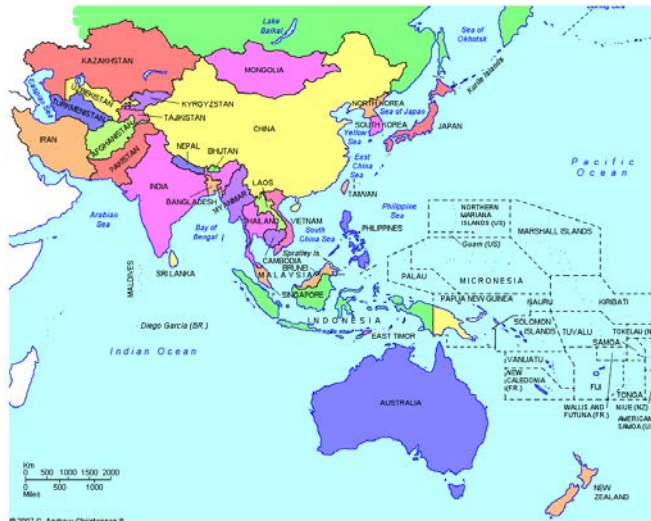 Bering Sea
Lake
Baikal
Sea of
Okhotsk
KAZAKHSTAN
MONGOLIA
Kurile Islands
Caspian Sea
UZBEKISTAN
TURKMENISTAN
KYRGYZSTAN
TAJIKISTAN
NORTH KOREA
Sea of Japan
SOUTH KOREA
JAPAN
Yellow
Sea
CHINA
IRAN
AFGHANISTAN
PAKISTAN
NEPAL
BHUTAN
East
China
Sea
Pacific
Ocean
INDIA
BANGLADESH
MYANMAR
LAOS
TAIWAN
Arabian
Sea
Bay of
Bengal
THAILAND
VIETNAM
South
China Sea
Philippine
Sea
PHILIPPINES
NORTHERN
MARIANA
ISLANDS (US)
Guam (US)
MARSHALL ISLANDS
Spratley Is.
CAMBODIA
BRUNEI
MALAYSIA
SRI LANKA
MALDIVES
SINGAPORE
PALAU
MICRONESIA
PAPUA NEW GUINEA
NAURU
KIRIBATI
INDONESIA
Diego Garcia (BR.)
EAST TIMOR
SOLOMON
ISLANDS
TUVALU
TOKELAU (N
SAMOA
Indian Ocean
VANUATU
NEW
CALEDONIA
(FR.)
FIJI
TONGA
WALLIS AND
FUTUNA (FR.)
NIUE (NZ)
AMERICAN
SAMOA (U
AUSTRALIA
NEW
ZEALAND
Km
0 500 1000 1500 2000
0 500 1000
Miles